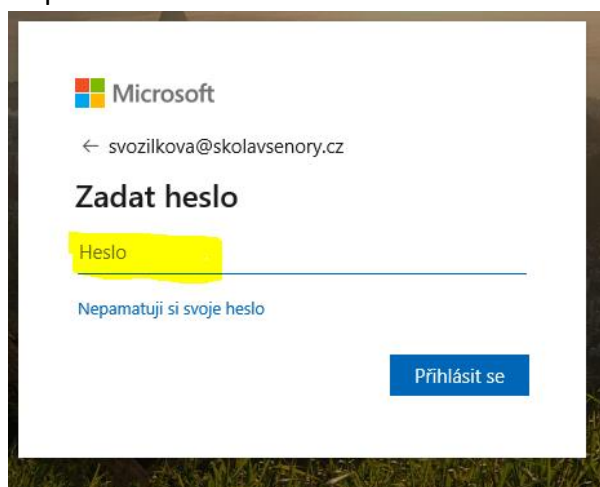 Microsoft
← svozilkova@skolavsenory.cz
Zadat heslo
Heslo
Nepamatuji si svoje heslo
Přihlásit se